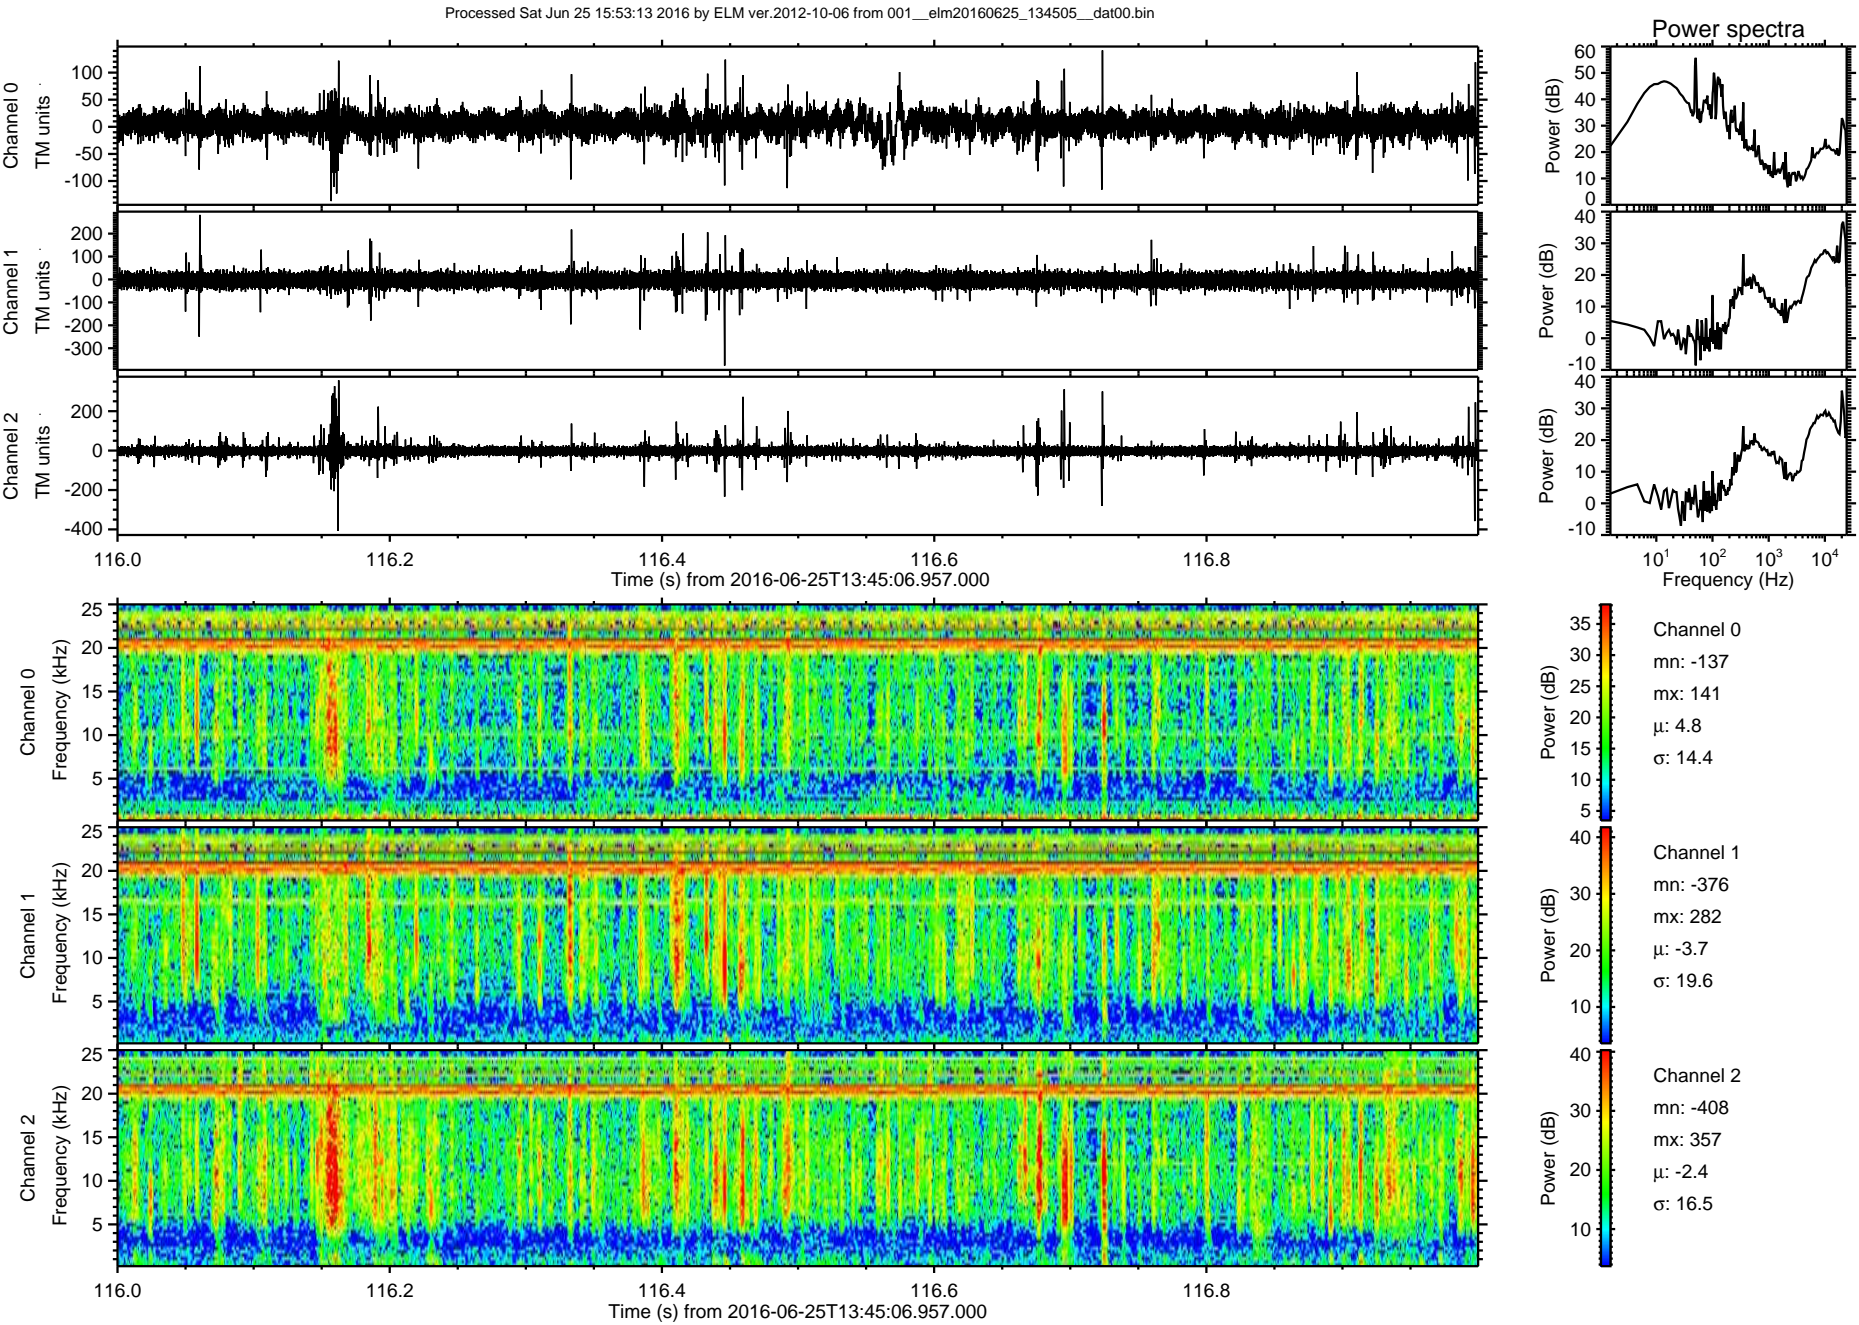 Processed Sat Jun 25 15:53:13 2016 by ELM ver.2012-10-06 from 001__elm20160625_134505__dat00.bin
Power spectra
Channel 0
TM units
100
50
0
-50
-100
Power (dB)
60
50
40
30
20
10
0
Channel 1
TM units
200
100
0
-100
-200
-300
Power (dB)
40
30
20
10
0
-10
Channel 2
TM units
200
0
-200
-400
Power (dB)
40
30
20
10
0
-10
116.0 116.2 116.4 116.6 116.8
Time (s) from 2016-06-25T13:45:06.957.000
10¹ 10² 10³ 10⁴
Frequency (Hz)
Channel 0
Frequency (kHz)
25
20
15
10
5
Power (dB)
35
30
25
20
15
10
5
Channel 0
mn: -137
mx: 141
µ: 4.8
σ: 14.4
Channel 1
Frequency (kHz)
25
20
15
10
5
Power (dB)
40
30
20
10
Channel 1
mn: -376
mx: 282
µ: -3.7
σ: 19.6
Channel 2
Frequency (kHz)
25
20
15
10
5
Power (dB)
40
30
20
10
Channel 2
mn: -408
mx: 357
µ: -2.4
σ: 16.5
116.0 116.2 116.4 116.6 116.8
Time (s) from 2016-06-25T13:45:06.957.000